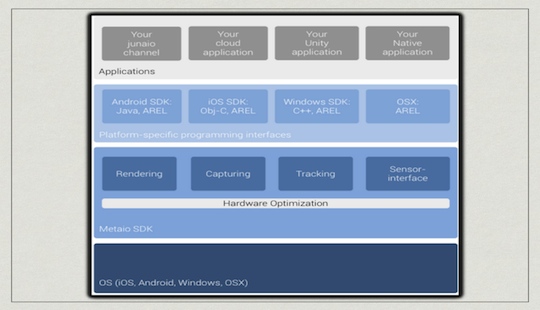 Your junaio channel
Your cloud application
Your Unity application
Your Native application
Applications
Android SDK: Java, AREL
iOS SDK: Obj-C, AREL
Windows SDK: C++, AREL
OSX: AREL
Platform-specific programming interfaces
Rendering
Capturing
Tracking
Sensor-interface
Hardware Optimization
Metaio SDK
OS (iOS, Android, Windows, OSX)